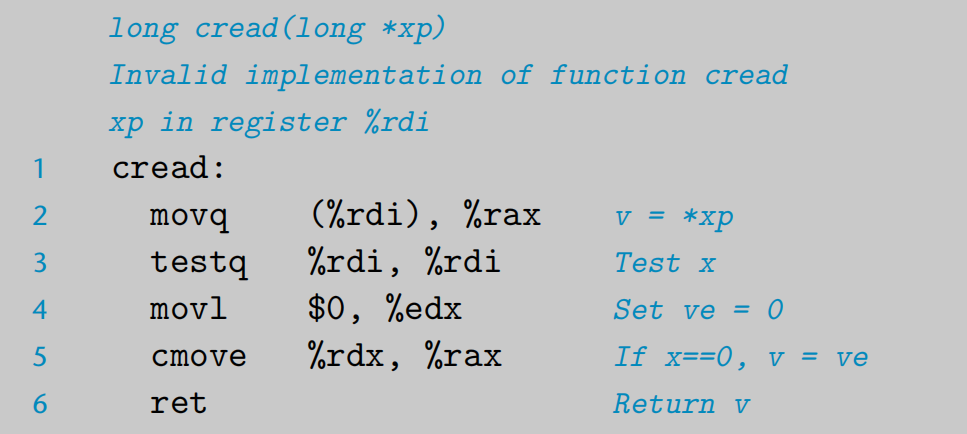 long cread(long *xp)
Invalid implementation of function cread
xp in register %rdi
1 cread:
2 movq (%rdi), %rax v = *xp
3 testq %rdi, %rdi Test x
4 movl $0, %edx Set ve = 0
5 cmove %rdx, %rax If x==0, v = ve
6 ret Return v